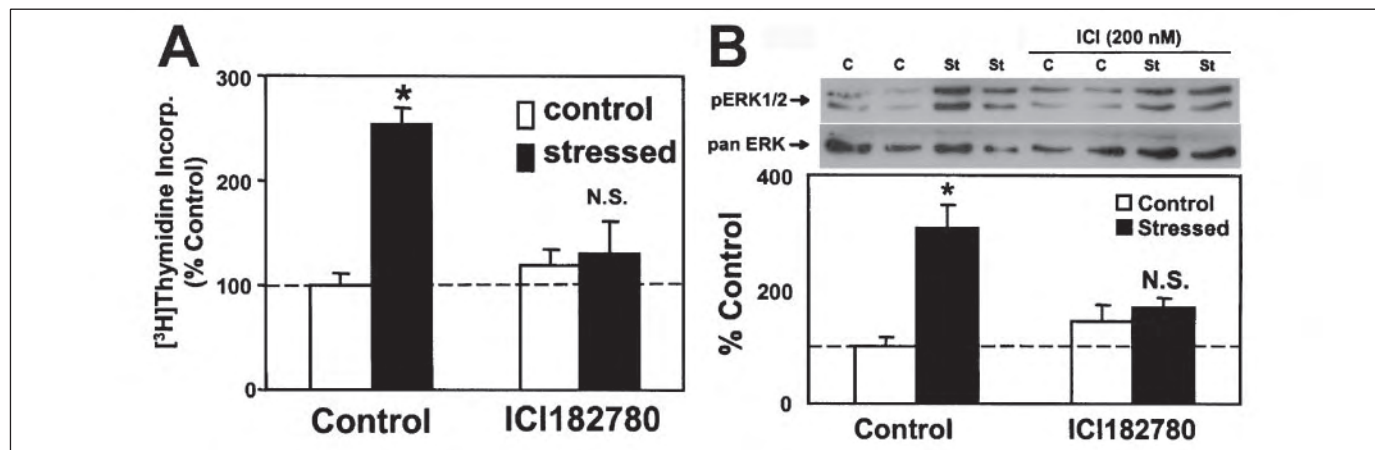 A
[³H]Thymidine Incorp.
(% Control)
300
200
100
0
*
control
stressed
N.S.
Control
ICI182780
B
ICI (200 nM)
C C St St C C St St
pERK1/2→
pan ERK→
% Control
400
200
0
*
Control
Stressed
N.S.
Control
ICI182780